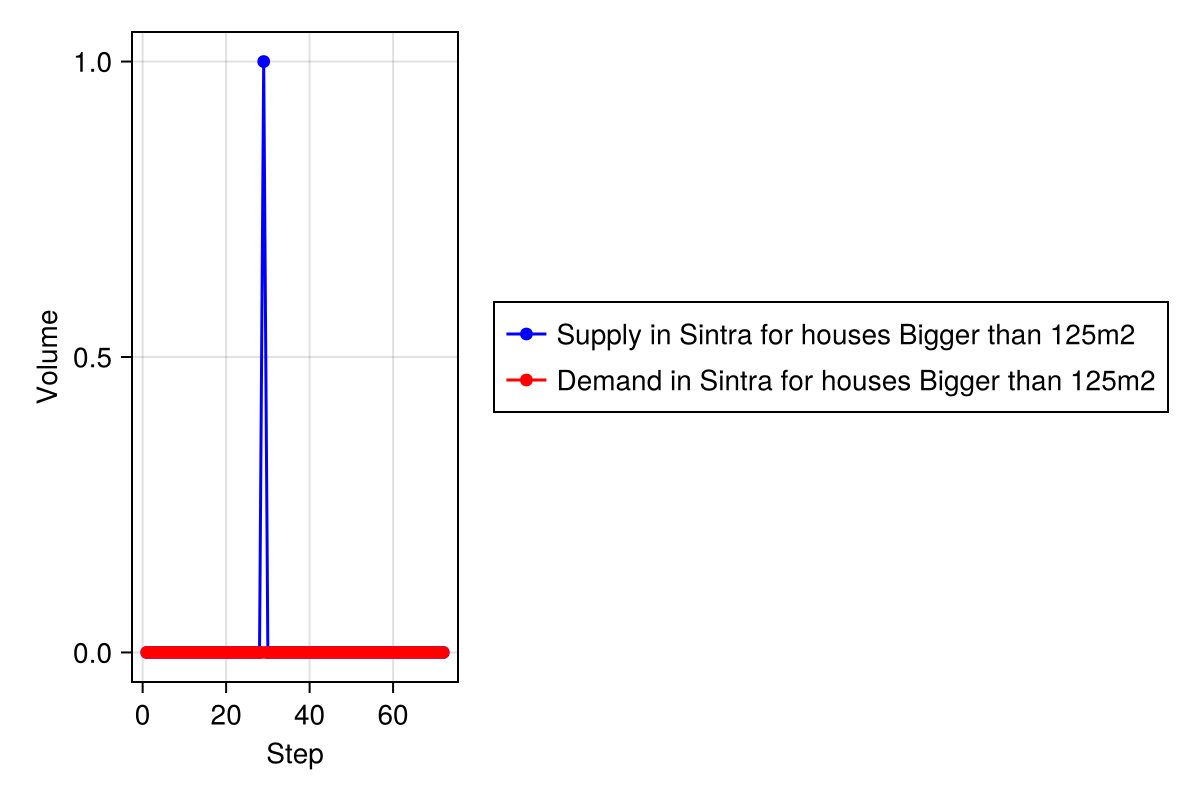 1.0
0.5
0.0
Volume
0 20 40 60
Step
Supply in Sintra for houses Bigger than 125m2
Demand in Sintra for houses Bigger than 125m2